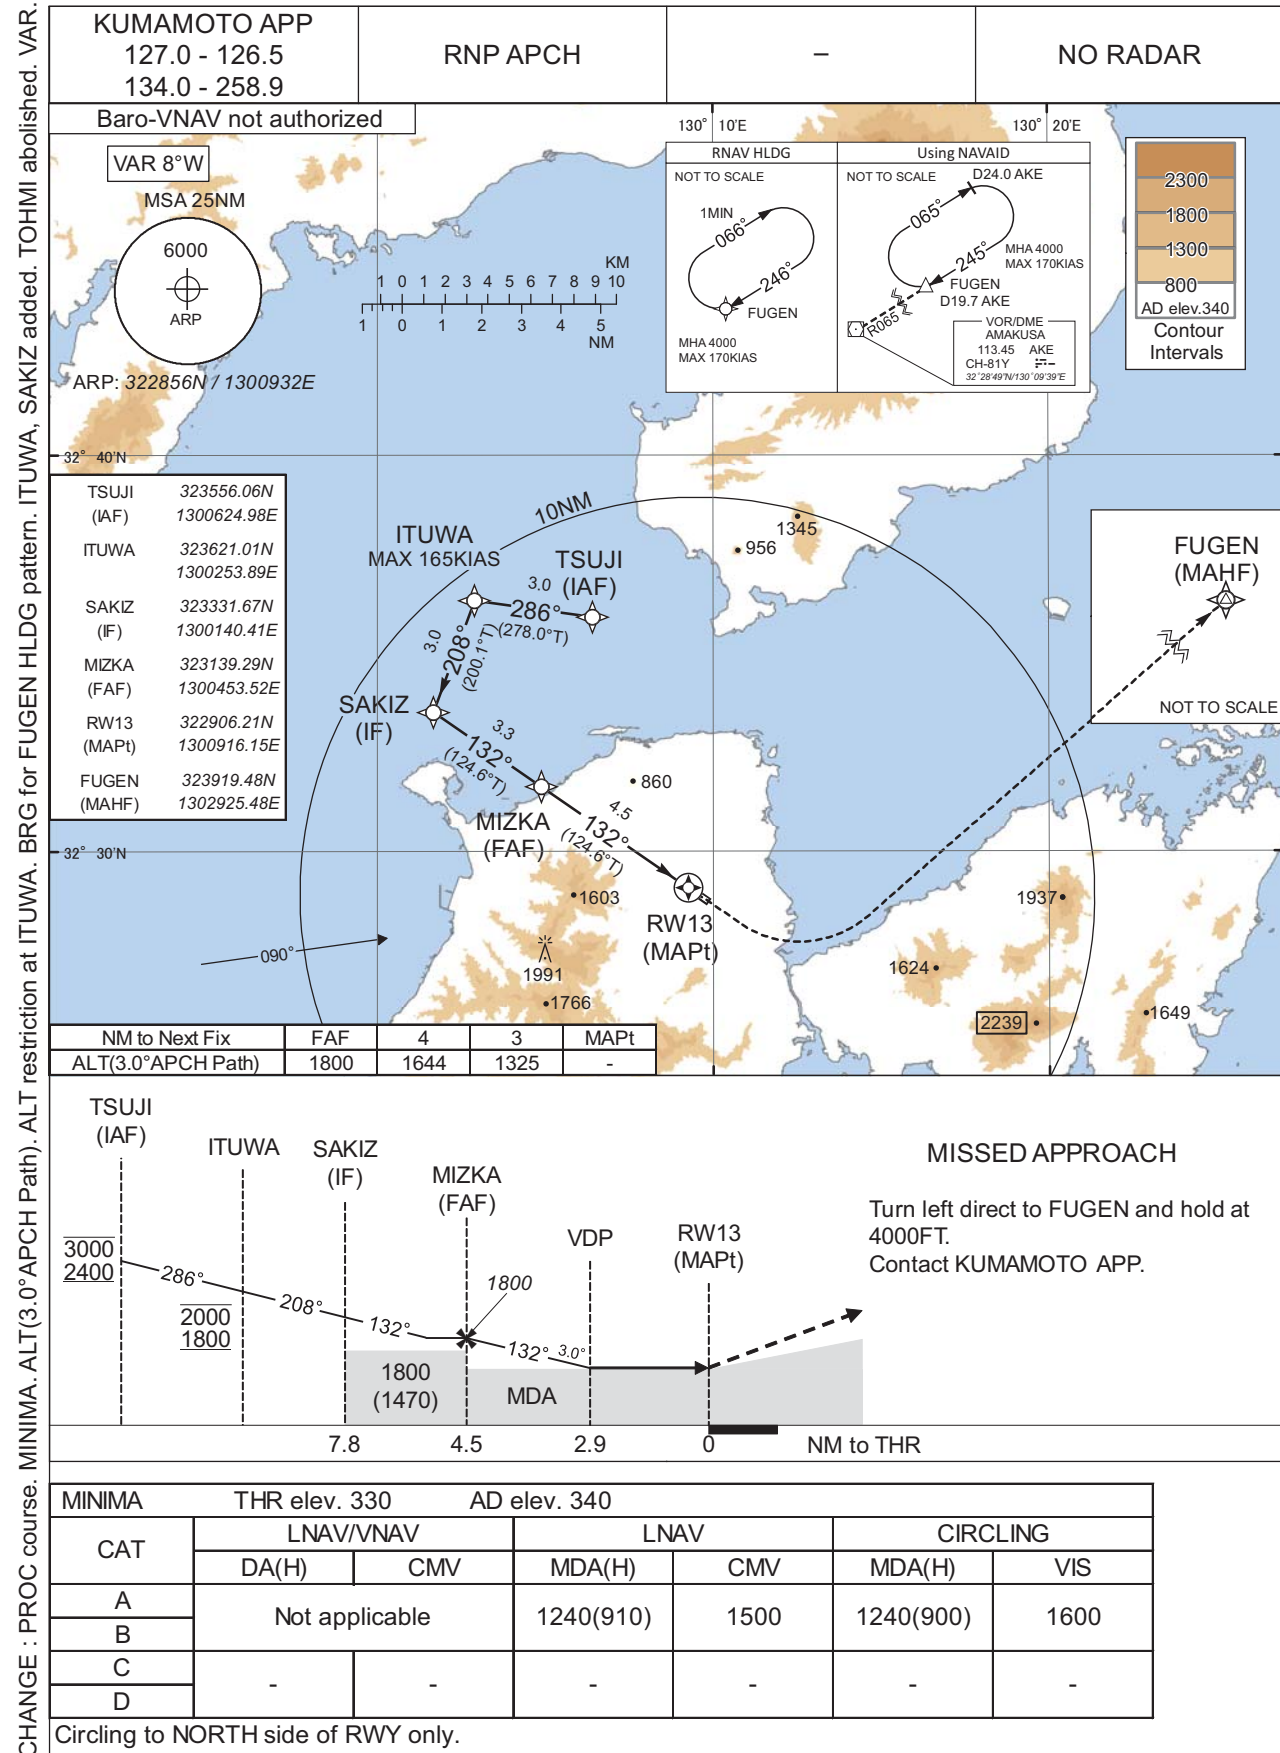 KUMAMOTO APP
127.0 - 126.5
134.0 - 258.9
RNP APCH
–
NO RADAR
Baro-VNAV not authorized
VAR 8°W
MSA 25NM
6000
ARP
ARP: 322856N / 1300932E
KM
1 0 1 2 3 4 5 6 7 8 9 10
1 0 1 2 3 4 5
NM
130° 10'E
130° 20'E
RNAV HLDG
NOT TO SCALE
1MIN
066°
246°
FUGEN
MHA 4000
MAX 170KIAS
Using NAVAID
NOT TO SCALE
D24.0 AKE
065°
245°
MHA 4000
MAX 170KIAS
FUGEN
D19.7 AKE
R065
VOR/DME
AMAKUSA
113.45 AKE
CH-81Y
32°28'49"N/130°09'39"E
2300
1800
1300
800
AD elev.340
Contour
Intervals
32° 40'N
TSUJI 323556.06N
(IAF) 1300624.98E
ITUWA 323621.01N
1300253.89E
SAKIZ 323331.67N
(IF) 1300140.41E
MIZKA 323139.29N
(FAF) 1300453.52E
RW13 322906.21N
(MAPt) 1300916.15E
FUGEN 323919.48N
(MAHF) 1302925.48E
10NM
ITUWA
MAX 165KIAS
TSUJI
(IAF)
3.0
286°
(278.0°T)
3.0
208°
(200.1°T)
SAKIZ
(IF)
3.3
132°
(124.6°T)
MIZKA
(FAF)
4.5
132°
(124.6°T)
RW13
(MAPt)
956
1345
860
1603
1991
1766
1937
1624
2239
1649
FUGEN
(MAHF)
NOT TO SCALE
32° 30'N
090°
NM to Next Fix FAF 4 3 MAPt
ALT(3.0°APCH Path) 1800 1644 1325 -
TSUJI
(IAF)
ITUWA
SAKIZ
(IF)
MIZKA
(FAF)
VDP
RW13
(MAPt)
3000
2400
286°
2000
1800
208°
132°
1800
132° 3.0°
1800
(1470)
MDA
7.8 4.5 2.9 0 NM to THR
MISSED APPROACH
Turn left direct to FUGEN and hold at
4000FT.
Contact KUMAMOTO APP.
MINIMA THR elev. 330 AD elev. 340
CAT LNAV/VNAV LNAV CIRCLING
DA(H) CMV MDA(H) CMV MDA(H) VIS
A
B
Not applicable 1240(910) 1500 1240(900) 1600
C
D
- - - - - -
Circling to NORTH side of RWY only.
CHANGE : PROC course. MINIMA. ALT(3.0°APCH Path). ALT restriction at ITUWA. BRG for FUGEN HLDG pattern. ITUWA, SAKIZ added. TOHMI abolished. VAR.